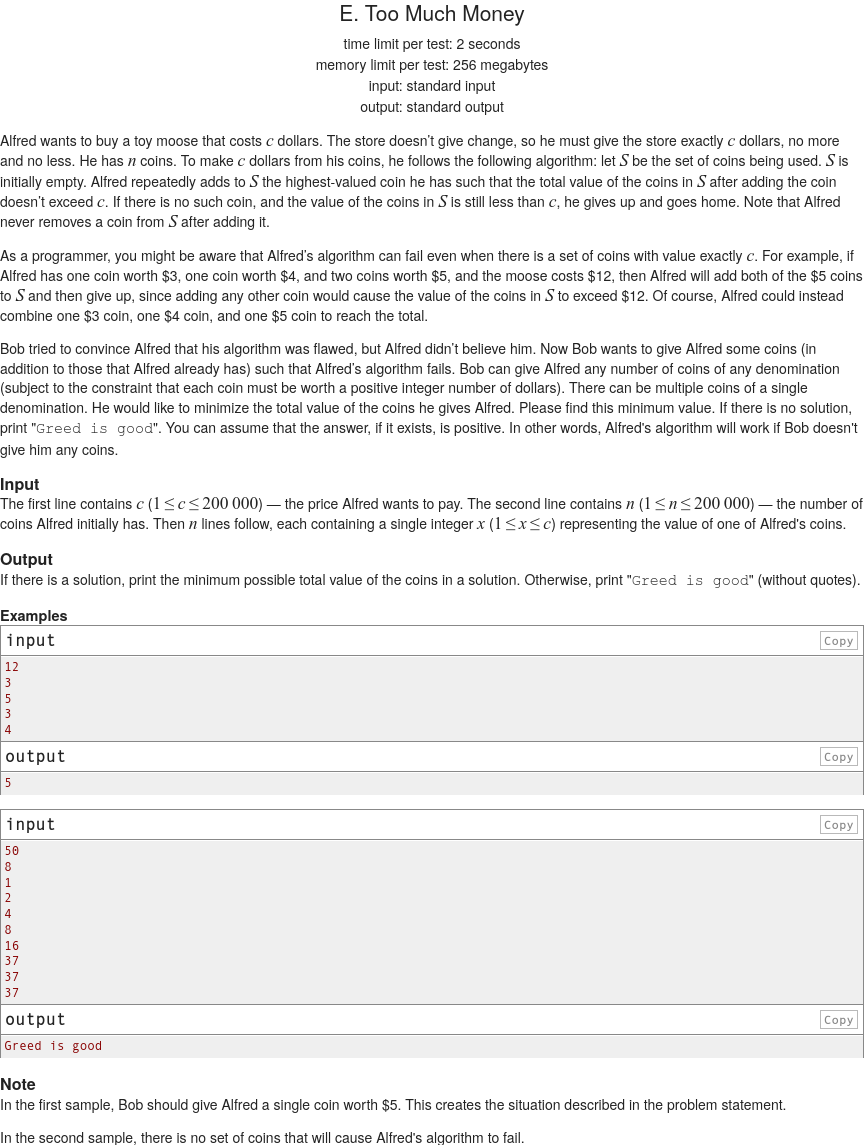 E. Too Much Money
time limit per test: 2 seconds
memory limit per test: 256 megabytes
input: standard input
output: standard output
Alfred wants to buy a toy moose that costs c dollars. The store doesn't give change, so he must give the store exactly c dollars, no more
and no less. He has n coins. To make c dollars from his coins, he follows the following algorithm: let S be the set of coins being used. S is
initially empty. Alfred repeatedly adds to S the highest-valued coin he has such that the total value of the coins in S after adding the coin
doesn't exceed c. If there is no such coin, and the value of the coins in S is still less than c, he gives up and goes home. Note that Alfred
never removes a coin from S after adding it.
As a programmer, you might be aware that Alfred's algorithm can fail even when there is a set of coins with value exactly c. For example, if
Alfred has one coin worth $3, one coin worth $4, and two coins worth $5, and the moose costs $12, then Alfred will add both of the $5 coins
to S and then give up, since adding any other coin would cause the value of the coins in S to exceed $12. Of course, Alfred could instead
combine one $3 coin, one $4 coin, and one $5 coin to reach the total.
Bob tried to convince Alfred that his algorithm was flawed, but Alfred didn't believe him. Now Bob wants to give Alfred some coins (in
addition to those that Alfred already has) such that Alfred's algorithm fails. Bob can give Alfred any number of coins of any denomination
(subject to the constraint that each coin must be worth a positive integer number of dollars). There can be multiple coins of a single
denomination. He would like to minimize the total value of the coins he gives Alfred. Please find this minimum value. If there is no solution,
print "Greed is good". You can assume that the answer, if it exists, is positive. In other words, Alfred's algorithm will work if Bob doesn't
give him any coins.
Input
The first line contains c (1 ≤ c ≤ 200 000) — the price Alfred wants to pay. The second line contains n (1 ≤ n ≤ 200 000) — the number of
coins Alfred initially has. Then n lines follow, each containing a single integer x (1 ≤ x ≤ c) representing the value of one of Alfred's coins.
Output
If there is a solution, print the minimum possible total value of the coins in a solution. Otherwise, print "Greed is good" (without quotes).
Examples
input Copy
12
3
5
3
4
output Copy
5
input Copy
50
8
1
2
4
8
16
37
37
37
output Copy
Greed is good
Note
In the first sample, Bob should give Alfred a single coin worth $5. This creates the situation described in the problem statement.
In the second sample, there is no set of coins that will cause Alfred's algorithm to fail.